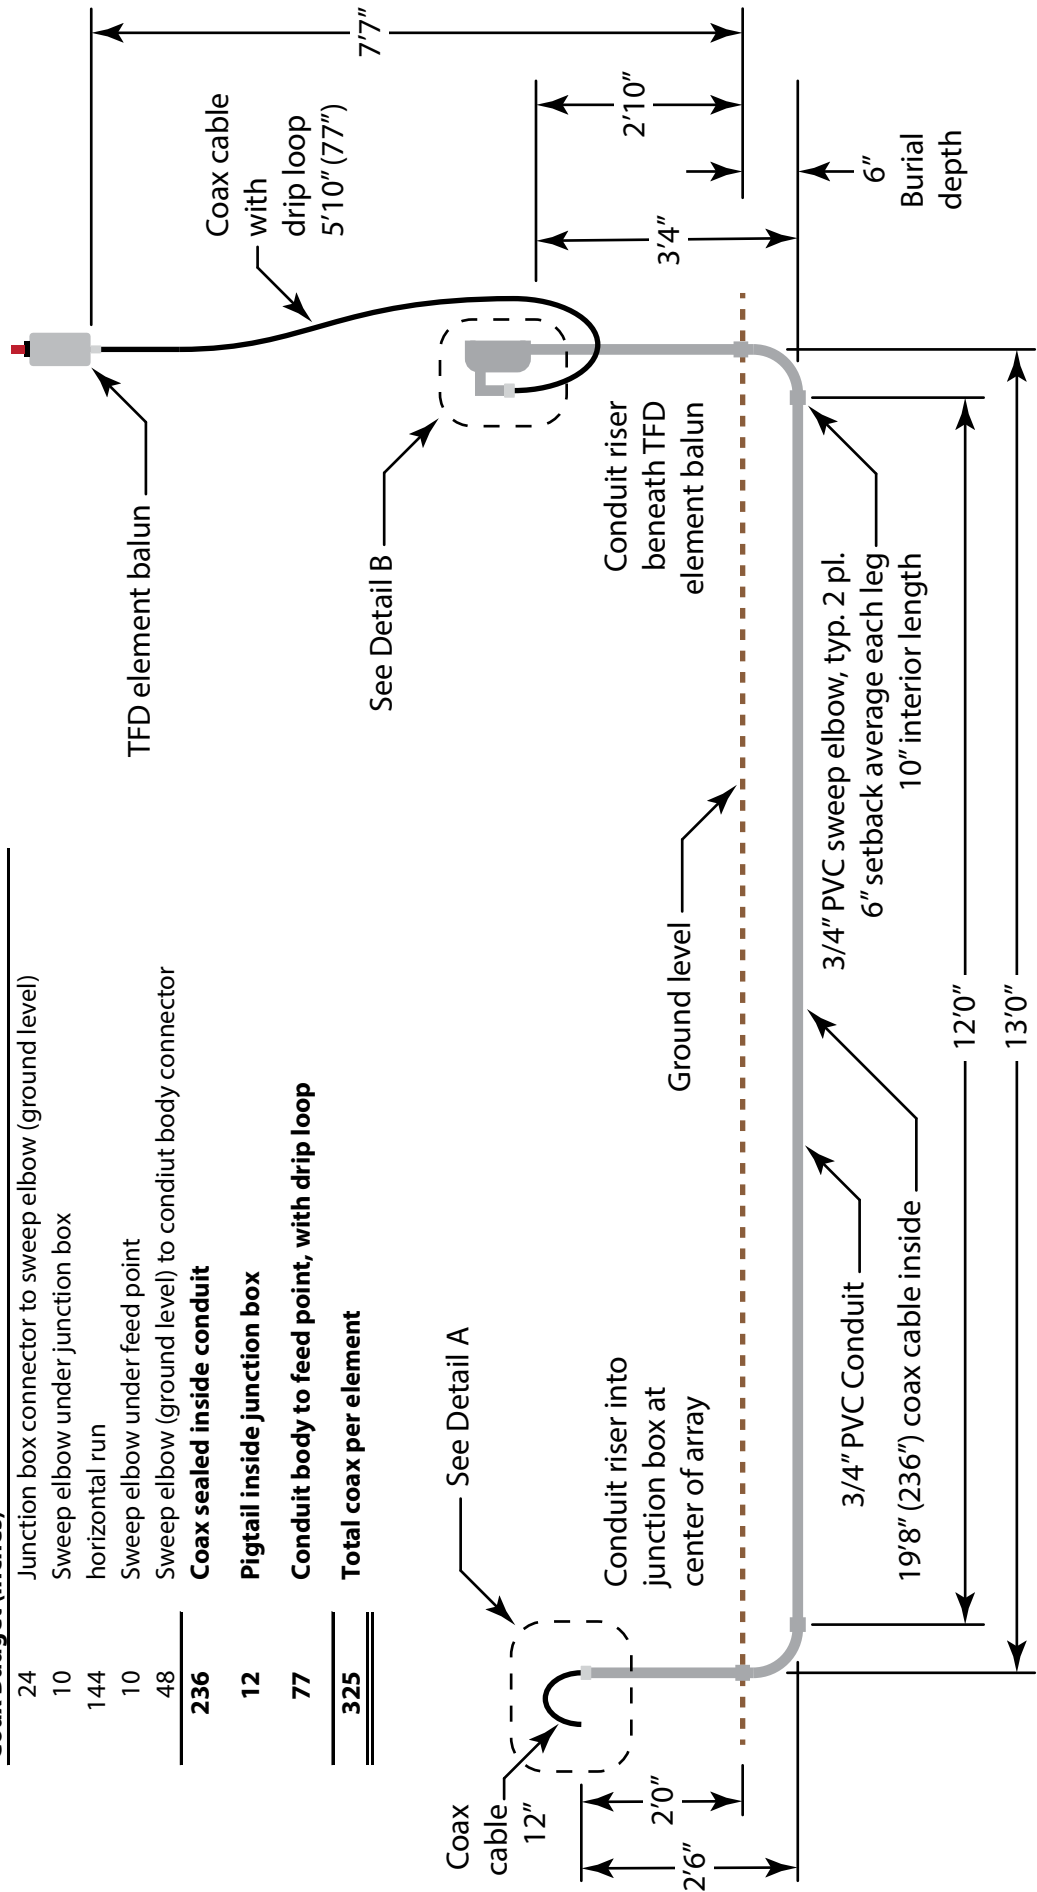 24 Junction box connector to sweep elbow (ground level)
10 Sweep elbow under junction box
144 horizontal run
10 Sweep elbow under feed point
48 Sweep elbow (ground level) to condiut body connector
236 Coax sealed inside conduit
12 Pigtail inside junction box
77 Conduit body to feed point, with drip loop
325 Total coax per element
TFD element balun
Coax cable
with
drip loop
5'10" (77")
7'7"
See Detail B
See Detail A
2'10"
3'4"
6"
Burial
depth
Coax
cable
12"
Conduit riser into
junction box at
center of array
Conduit riser
beneath TFD
element balun
Ground level
2'0"
2'6"
3/4" PVC Conduit
19'8" (236") coax cable inside
3/4" PVC sweep elbow, typ. 2 pl.
6" setback average each leg
10" interior length
12'0"
13'0"